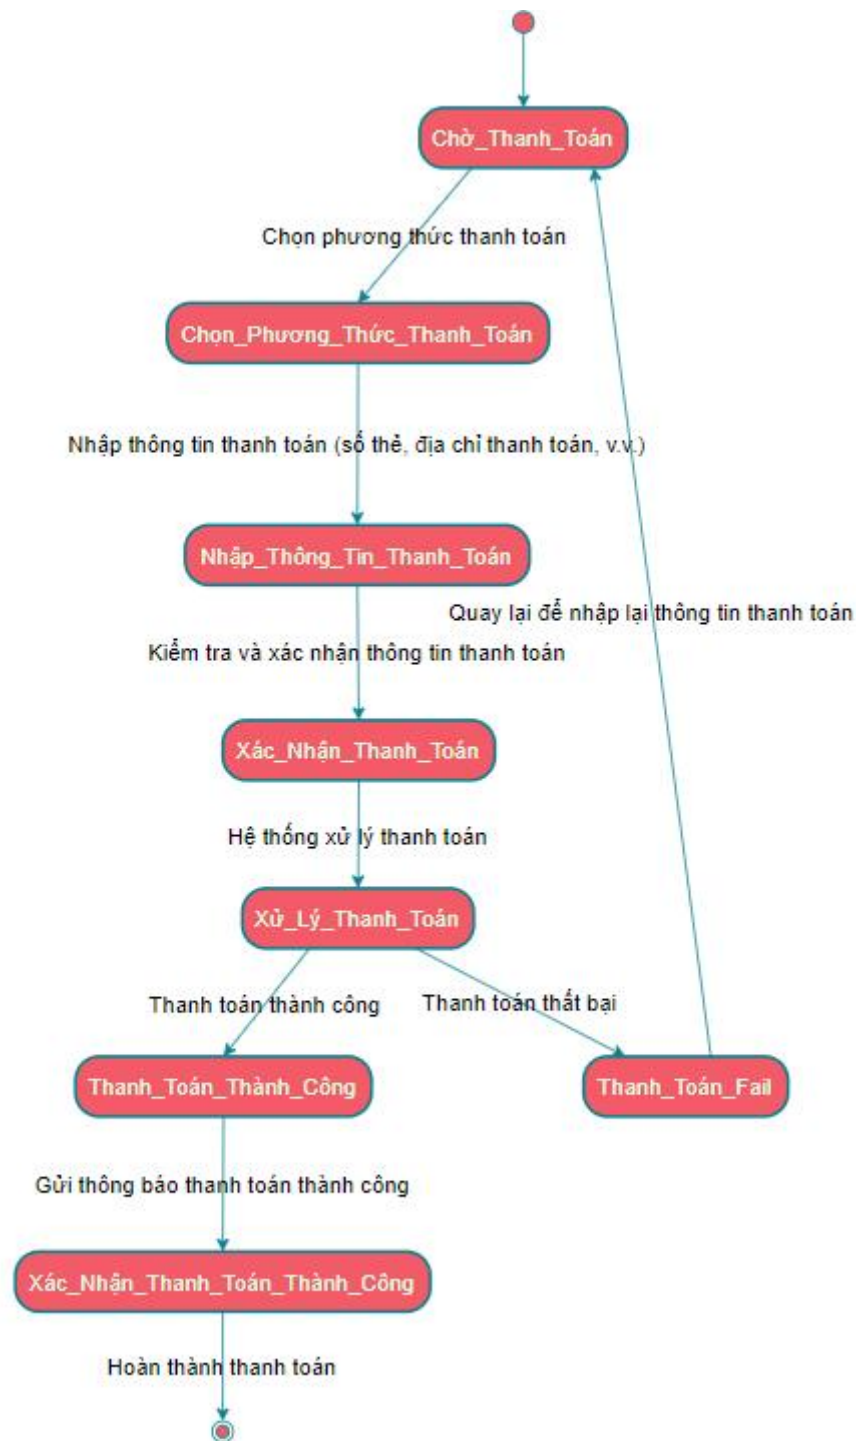 Chờ_Thanh_Toán
Chọn phương thức thanh toán
Chọn_Phương_Thức_Thanh_Toán
Nhập thông tin thanh toán (số thẻ, địa chỉ thanh toán, v.v.)
Nhập_Thông_Tin_Thanh_Toán
Quay lại để nhập lại thông tin thanh toán
Kiểm tra và xác nhận thông tin thanh toán
Xác_Nhận_Thanh_Toán
Hệ thống xử lý thanh toán
Xử_Lý_Thanh_Toán
Thanh toán thành công
Thanh toán thất bại
Thanh_Toán_Thành_Công
Thanh_Toán_Fail
Gửi thông báo thanh toán thành công
Xác_Nhận_Thanh_Toán_Thành_Công
Hoàn thành thanh toán